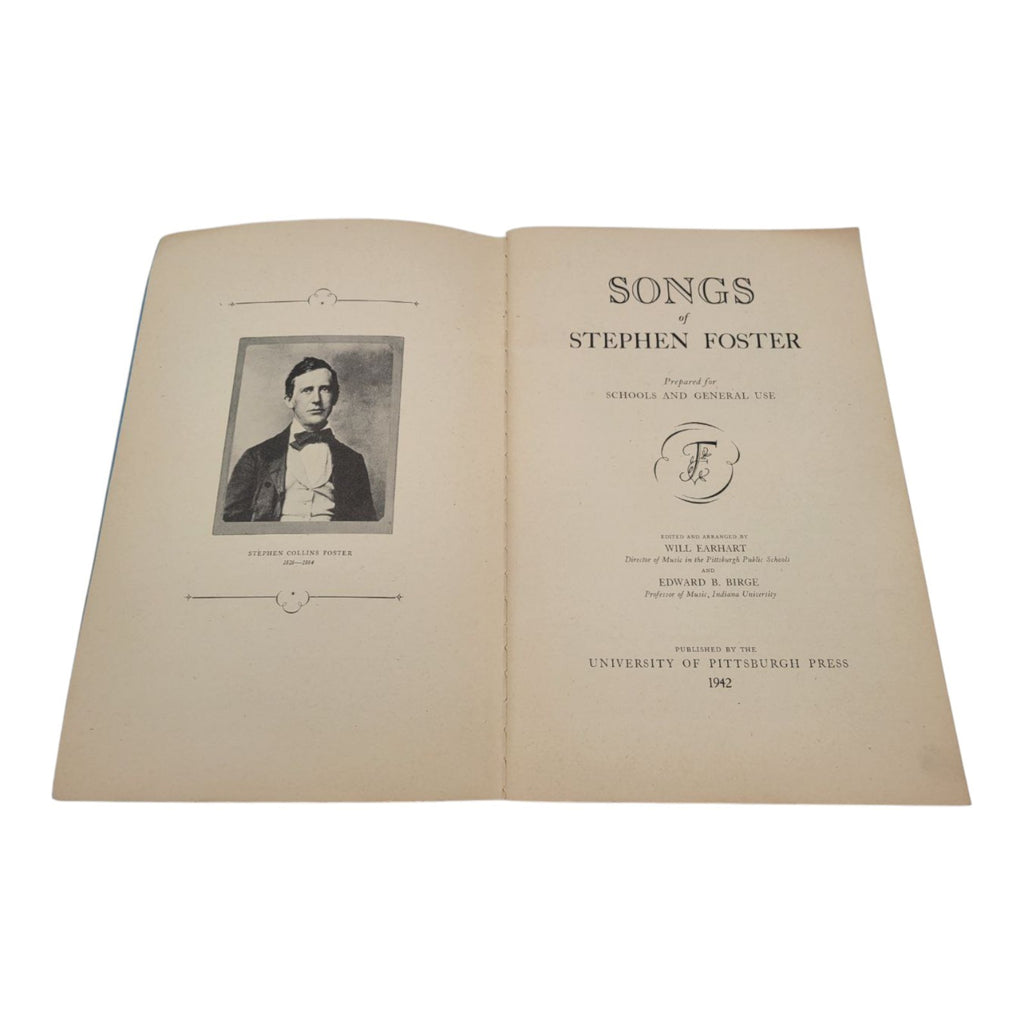 STEPHEN COLLINS FOSTER
1826—1864
SONGS
of
STEPHEN FOSTER
Prepared for
SCHOOLS AND GENERAL USE
F
EDITED AND ARRANGED BY
WILL EARHART
Director of Music in the Pittsburgh Public Schools
AND
EDWARD B. BIRGE
Professor of Music, Indiana University
PUBLISHED BY THE
UNIVERSITY OF PITTSBURGH PRESS
1942